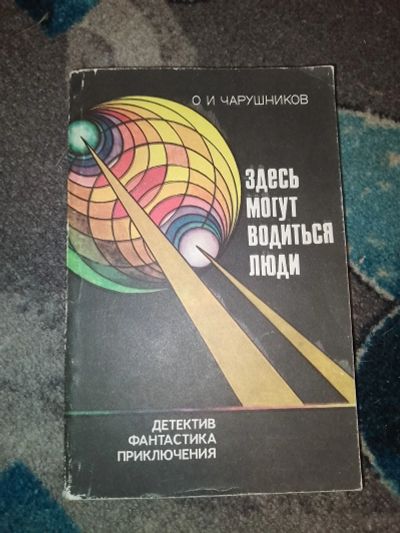 О И ЧАРУШНИКОВ
ЗДЕСЬ
МОГУТ
ВОДИТЬСЯ
ЛЮДИ
ДЕТЕКТИВ
ФАНТАСТИКА
ПРИКЛЮЧЕНИЯ